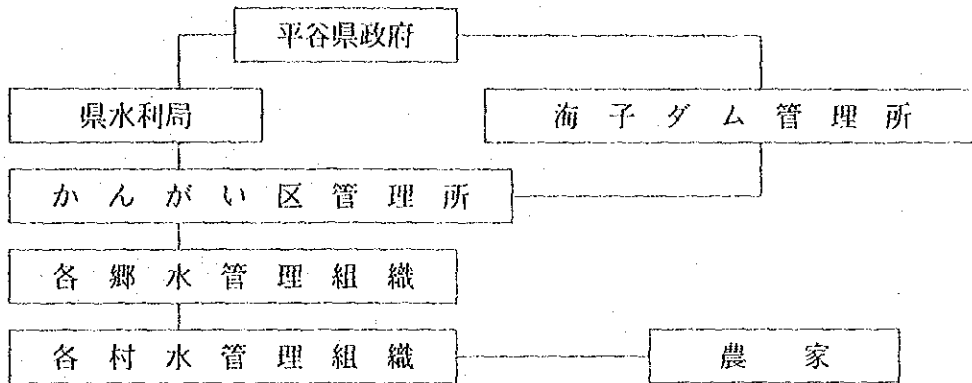 平谷県政府
県水利局
海子ダム管理所
かんがい区管理所
各郷水管理組織
各村水管理組織
農家